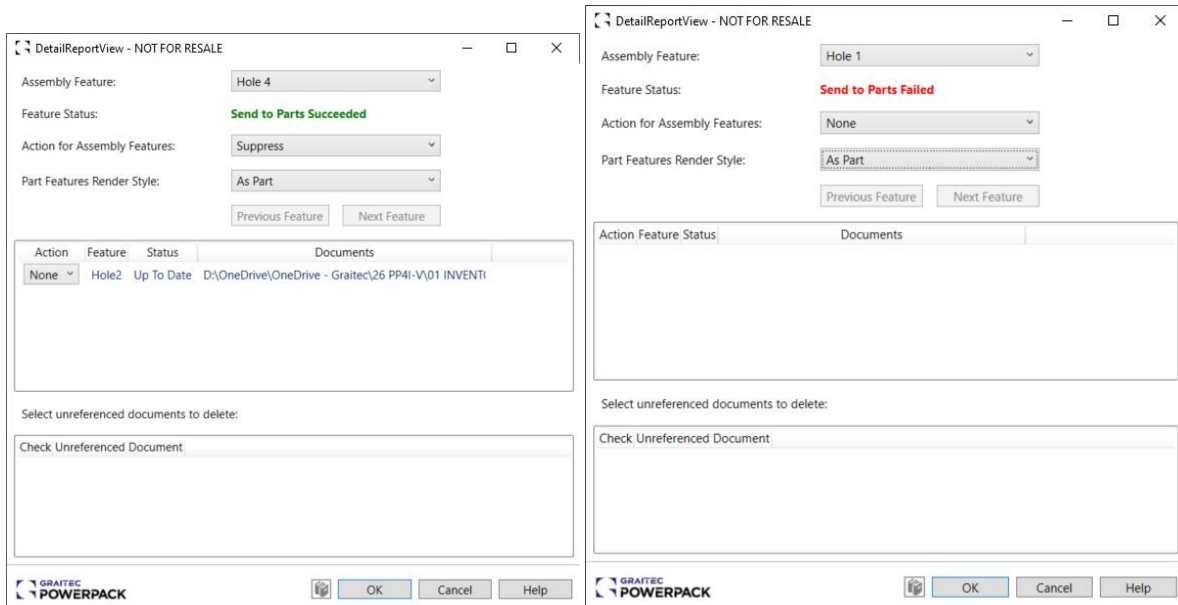 DetailReportView - NOT FOR RESALE
Assembly Feature: Hole 4
Feature Status: Send to Parts Succeeded
Action for Assembly Features: Suppress
Part Features Render Style: As Part
Previous Feature Next Feature
Action Feature Status Documents
None Hole2 Up To Date D:\OneDrive\OneDrive - Graitec\26 PP4I-V\01 INVENT
Select unreferenced documents to delete:
Check Unreferenced Document
GRAITEC
POWERPACK
OK Cancel Help
DetailReportView - NOT FOR RESALE
Assembly Feature: Hole 1
Feature Status: Send to Parts Failed
Action for Assembly Features: None
Part Features Render Style: As Part
Previous Feature Next Feature
Action Feature Status Documents
Select unreferenced documents to delete:
Check Unreferenced Document
GRAITEC
POWERPACK
OK Cancel Help